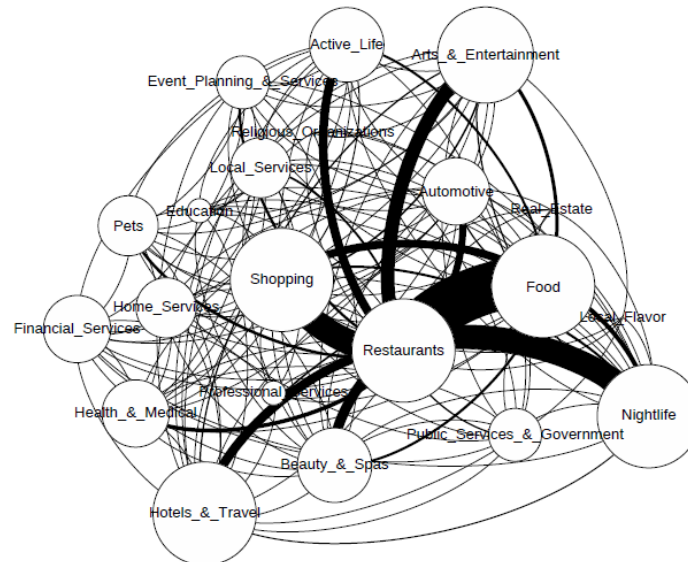 Active_Life
Arts_&_Entertainment
Event_Planning_&_Services
Religious_Organizations
Local_Services
Automotive
Education
Real_Estate
Pets
Shopping
Food
Home_Services
Financial_Services
Local_Flavor
Restaurants
Professional_Services
Health_&_Medical
Nightlife
Public_Services_&_Government
Beauty_&_Spas
Hotels_&_Travel